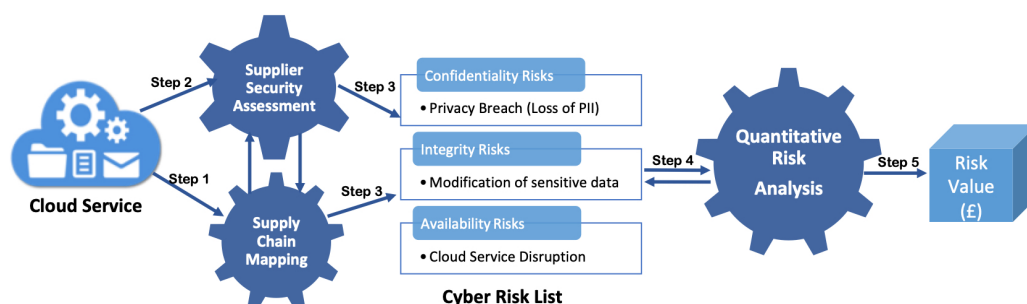 Cloud Service
Step 2
Step 1
Supplier
Security
Assessment
Supply
Chain
Mapping
Step 3
Step 3
Confidentiality Risks
• Privacy Breach (Loss of PII)
Integrity Risks
• Modification of sensitive data
Availability Risks
• Cloud Service Disruption
Cyber Risk List
Step 4
Quantitative
Risk
Analysis
Step 5
Risk
Value
(£)